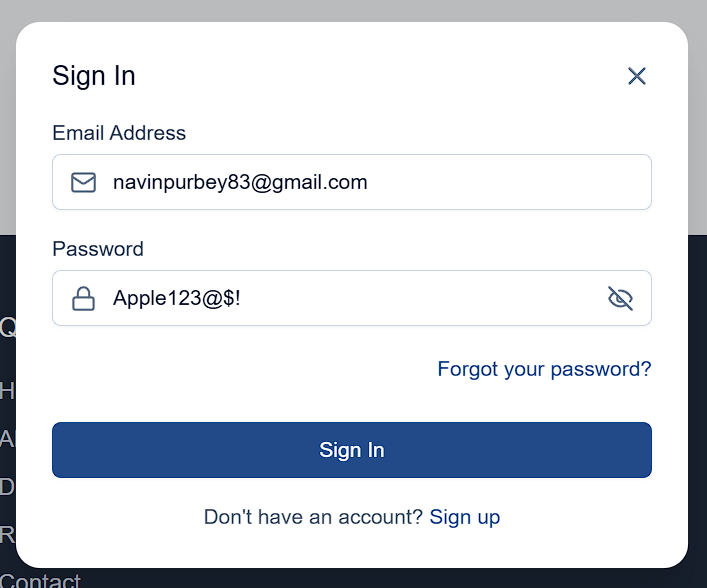 Sign In
Email Address
navinpurbey83@gmail.com
Password
Apple123@$!
Forgot your password?
Sign In
Don't have an account? Sign up
Contact